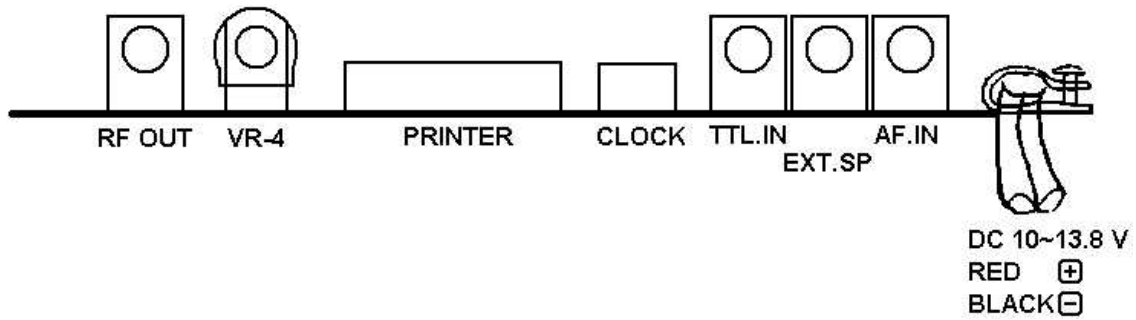 RF OUT VR-4 PRINTER CLOCK TTL.IN AF.IN
EXT.SP
DC 10~13.8 V
RED +
BLACK −